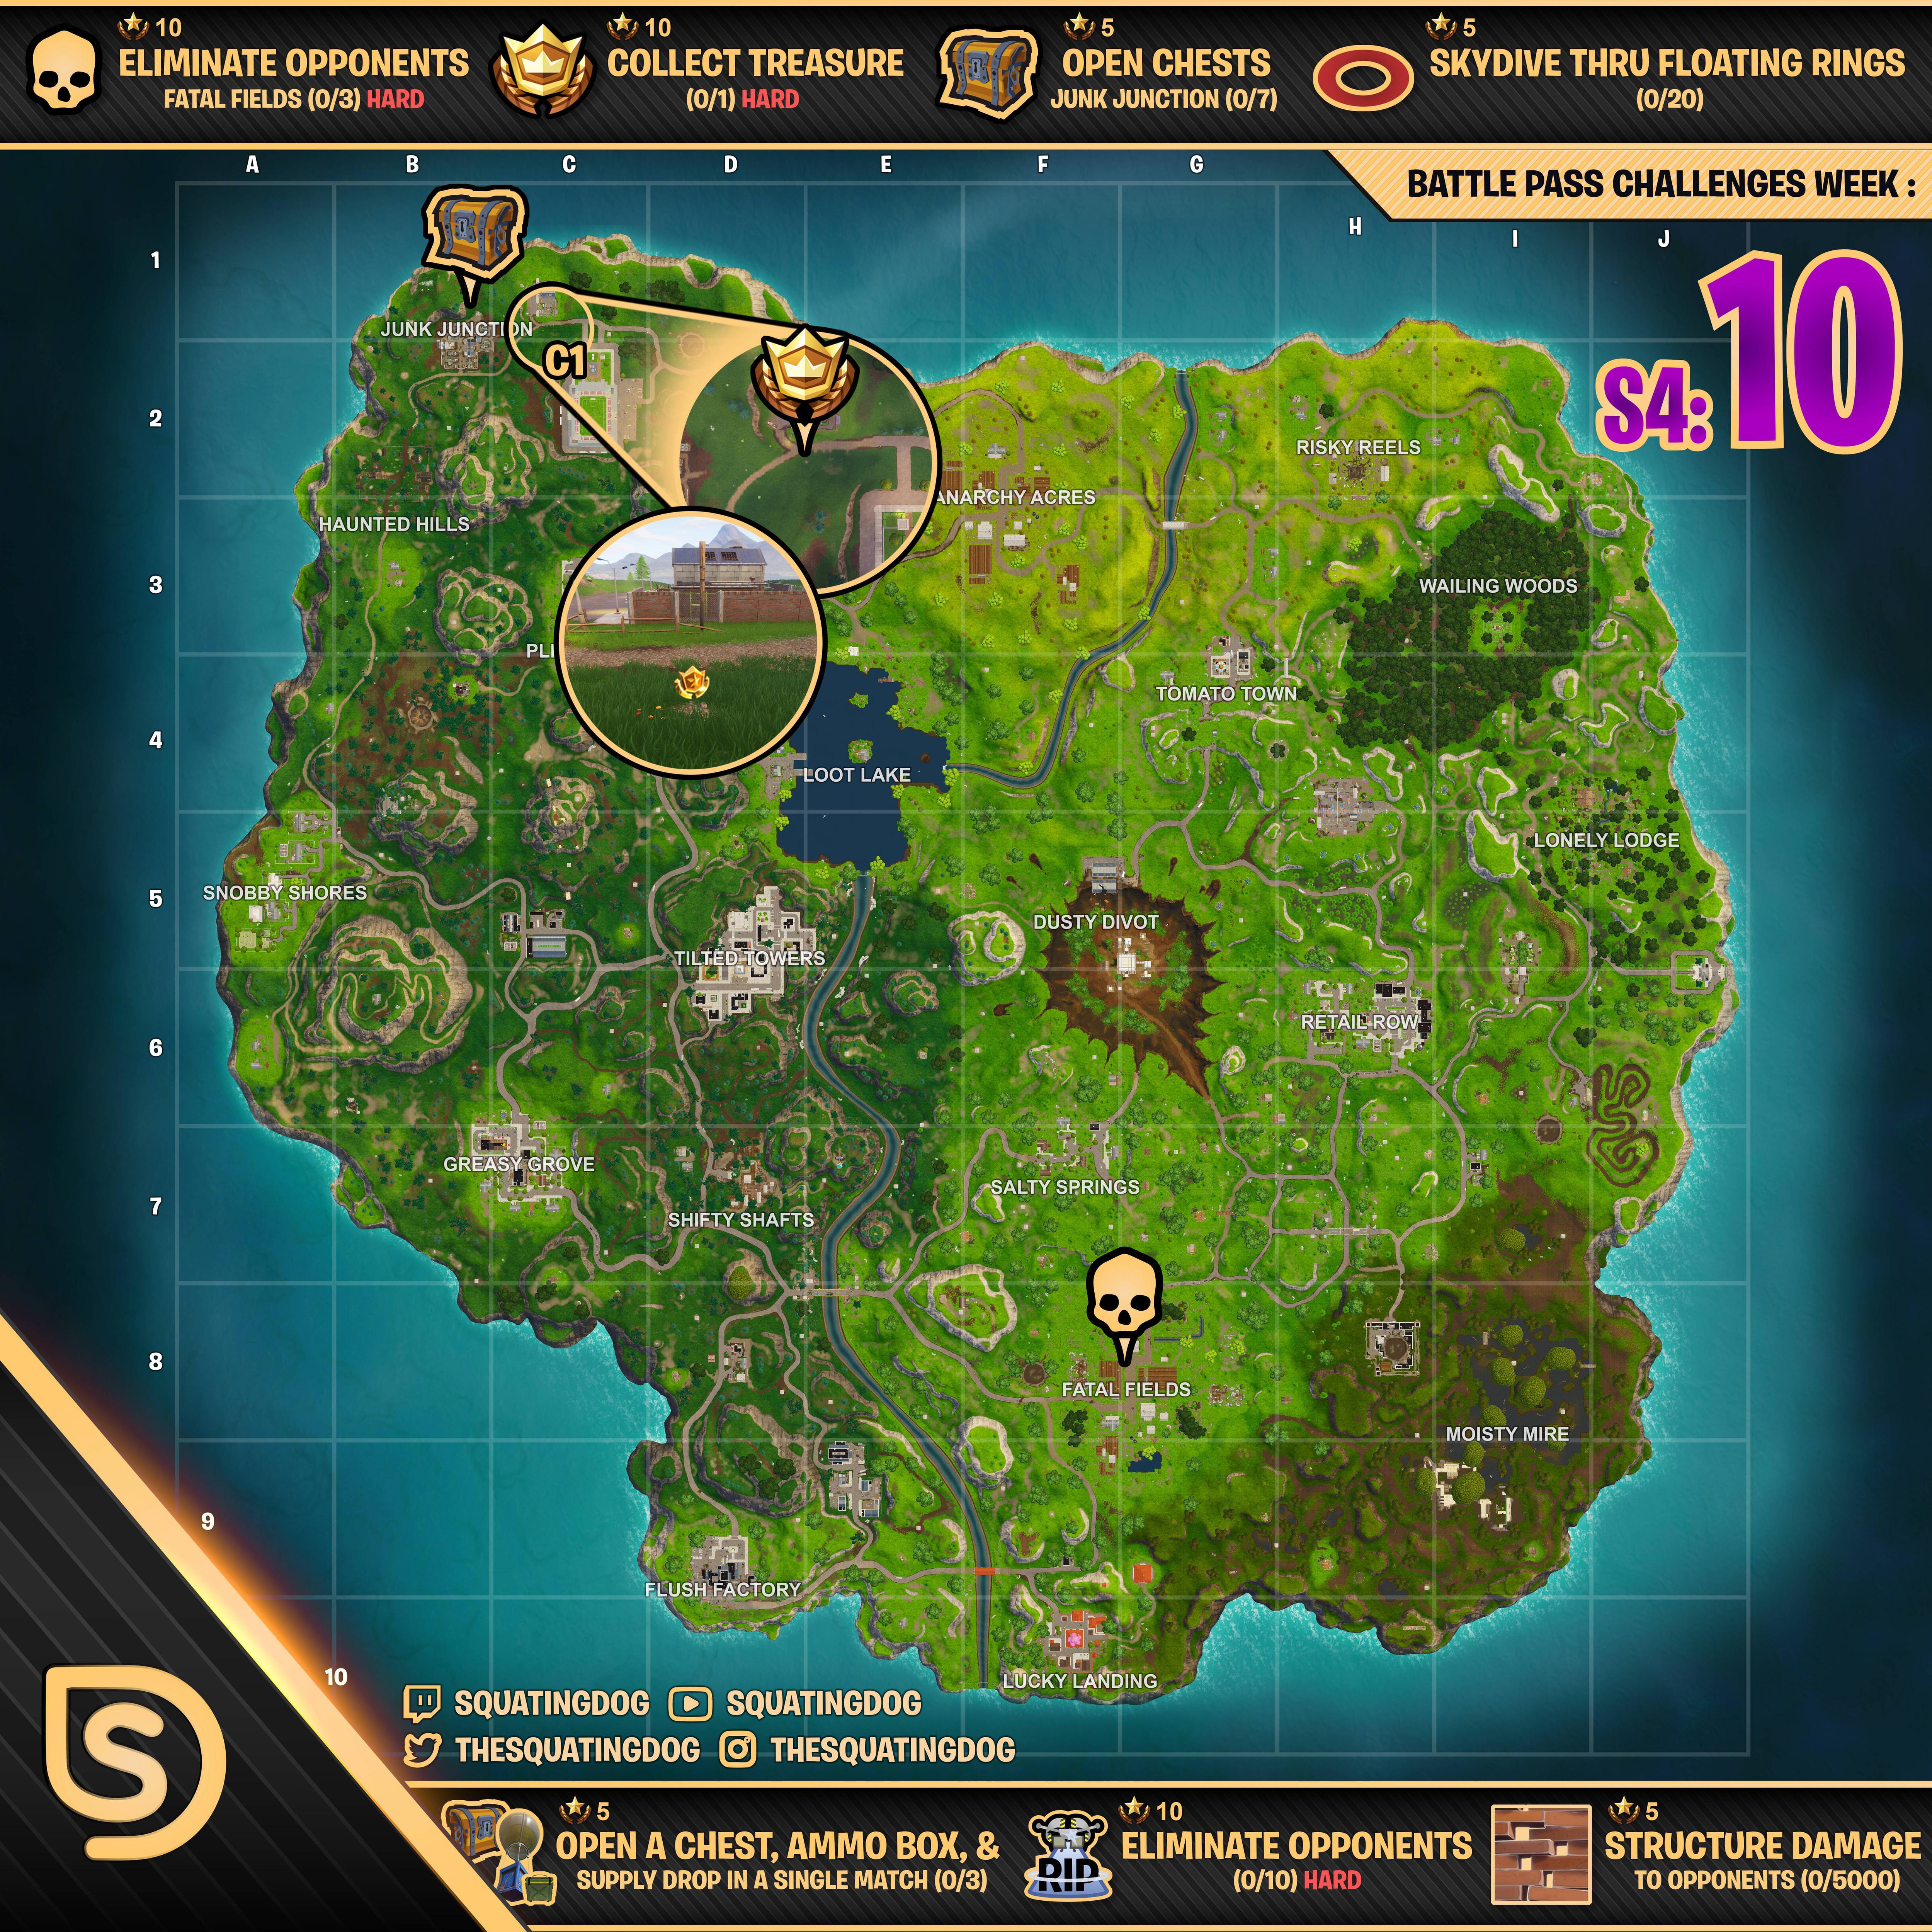 10
ELIMINATE OPPONENTS
FATAL FIELDS (0/3) HARD
10
COLLECT TREASURE
(0/1) HARD
5
OPEN CHESTS
JUNK JUNCTION (0/7)
5
SKYDIVE THRU FLOATING RINGS
(0/20)
BATTLE PASS CHALLENGES WEEK :
S4:10
A B C D E F G H I J
1
2
3
4
5
6
7
8
9
10
JUNK JUNCTION
C1
RISKY REELS
ANARCHY ACRES
HAUNTED HILLS
WAILING WOODS
PLE
TOMATO TOWN
LOOT LAKE
LONELY LODGE
SNOBBY SHORES
DUSTY DIVOT
TILTED TOWERS
RETAIL ROW
GREASY GROVE
SALTY SPRINGS
SHIFTY SHAFTS
FATAL FIELDS
MOISTY MIRE
FLUSH FACTORY
LUCKY LANDING
SQUATINGDOG SQUATINGDOG
THESQUATINGDOG THESQUATINGDOG
5
OPEN A CHEST, AMMO BOX, &
SUPPLY DROP IN A SINGLE MATCH (0/3)
RIP
10
ELIMINATE OPPONENTS
(0/10) HARD
5
STRUCTURE DAMAGE
TO OPPONENTS (0/5000)